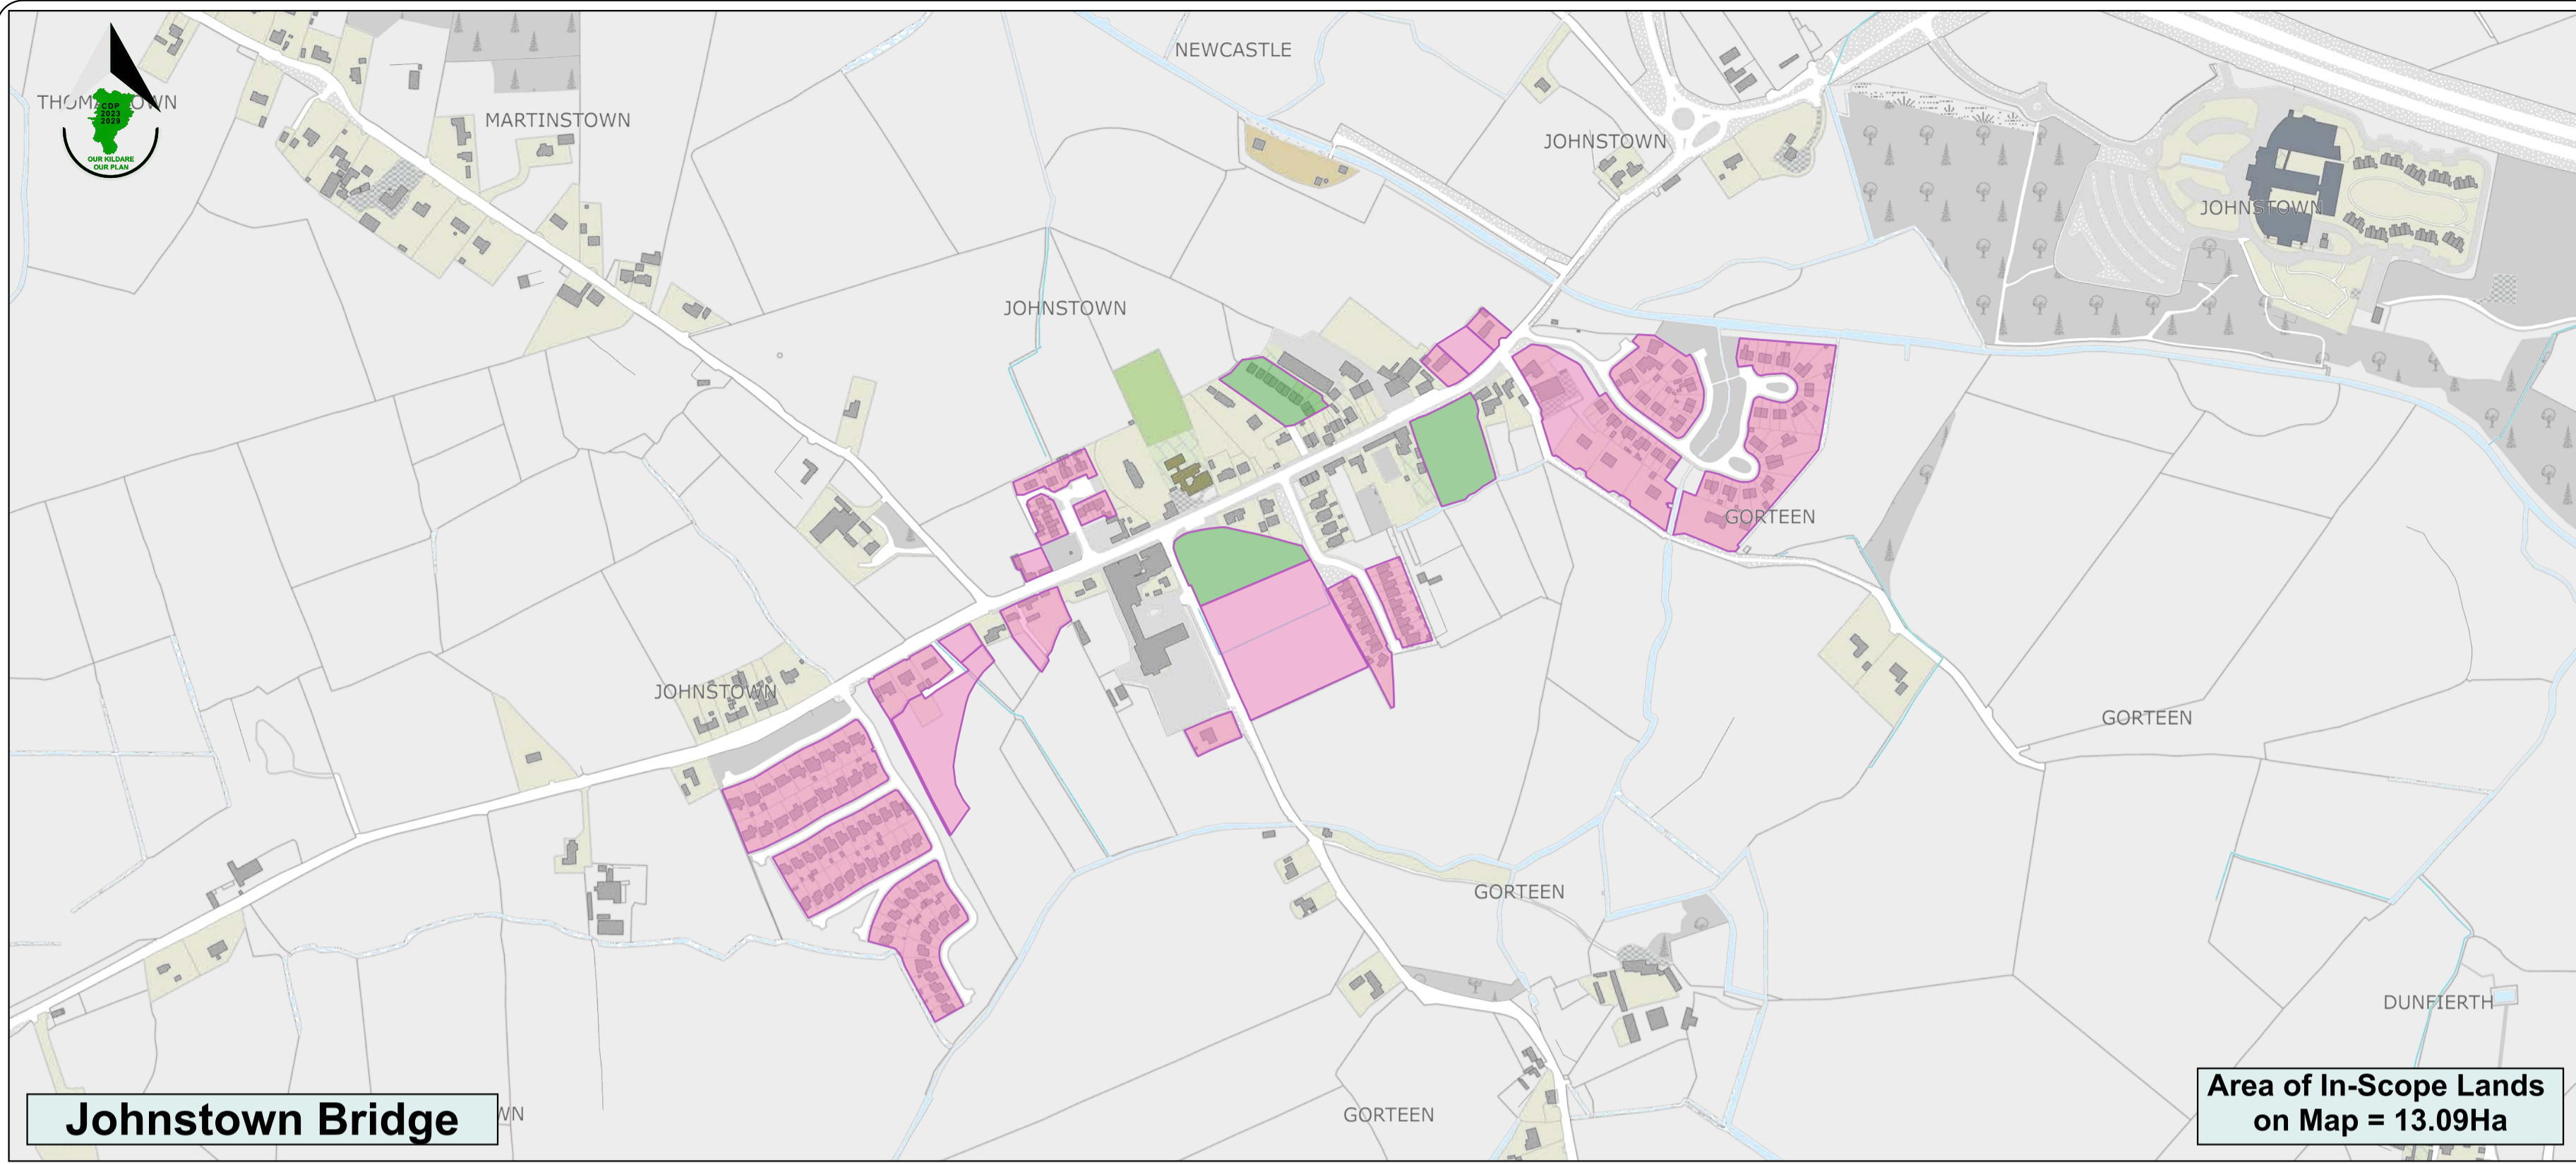 NEWCASTLE
THOMASTOWN
CDP
2023
2029
OUR KILDARE
OUR PLAN
MARTINSTOWN
JOHNSTOWN
JOHNSTOWN
JOHNSTOWN
GORTEEN
JOHNSTOWN
GORTEEN
GORTEEN
DUNFIERTH
GORTEEN
Johnstown Bridge
WN
Area of In-Scope Lands
on Map = 13.09Ha